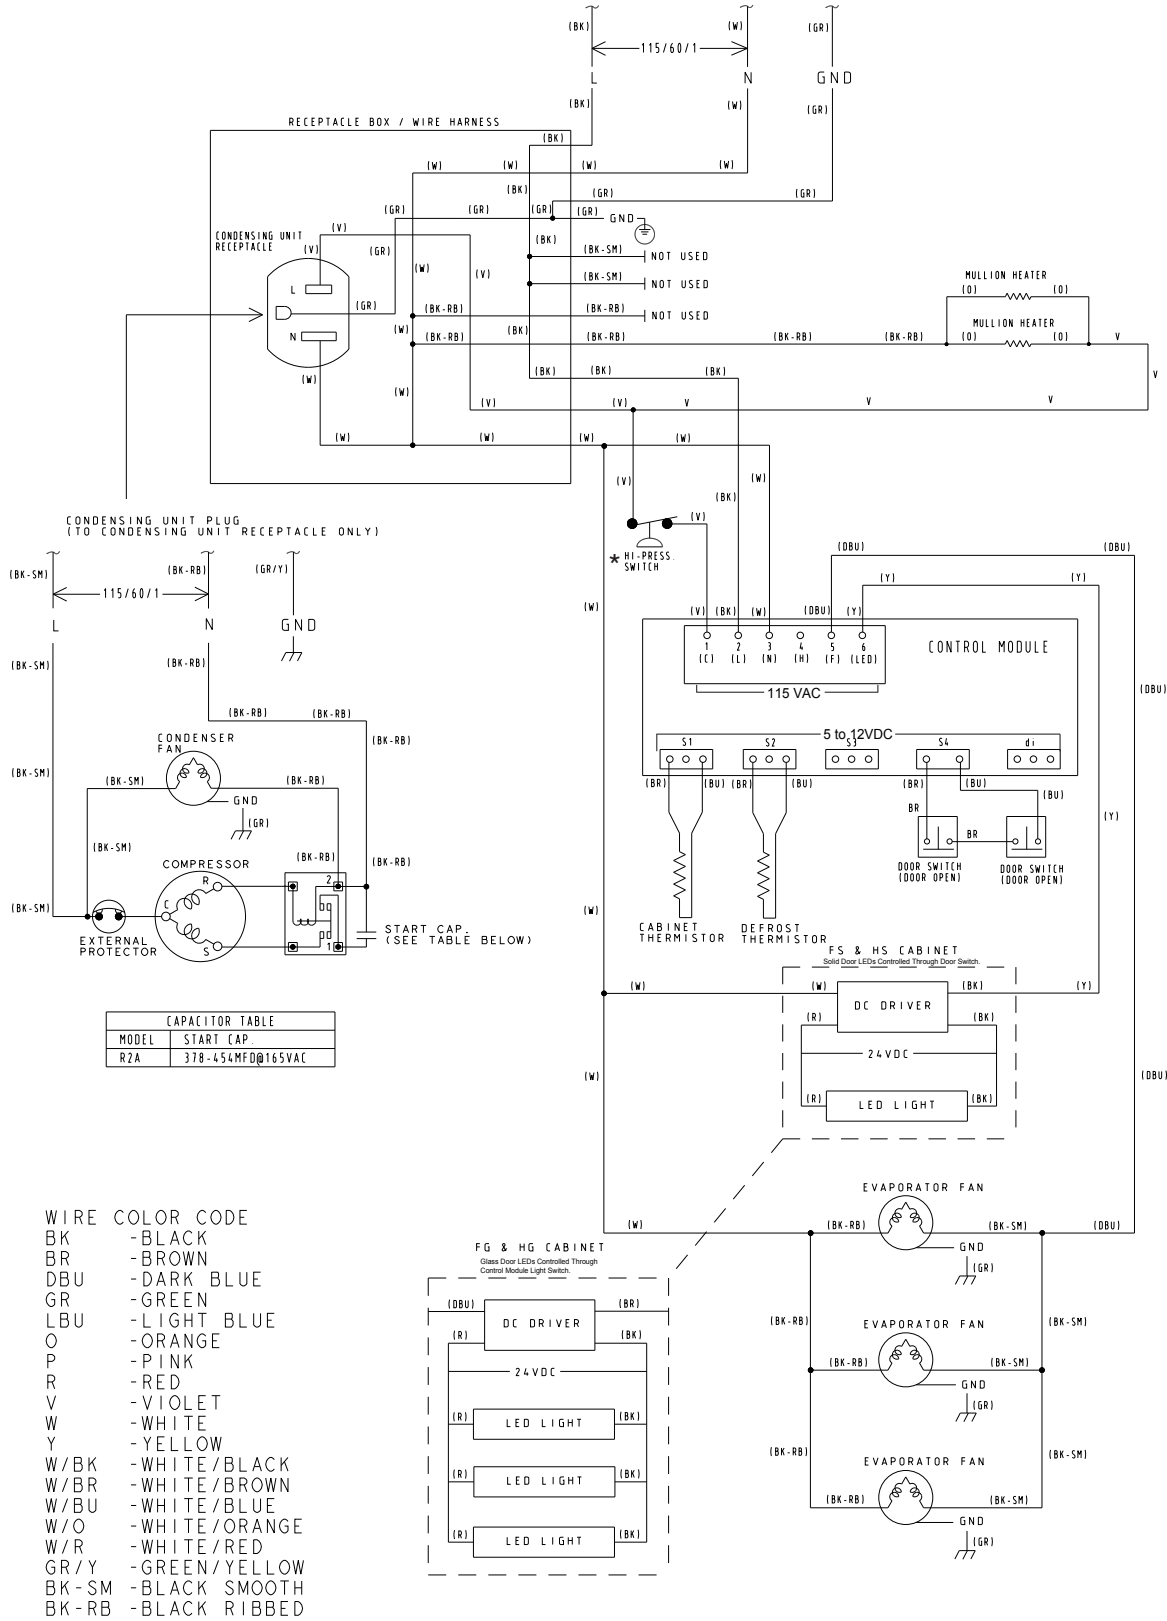 (BK) (W) (GR)
115/60/1
L N GND
(BK) (W) (GR)
RECEPTACLE BOX / WIRE HARNESS
(BK)
(W) (W) (W) (W)
(BK) (GR) (GR)
(GR) (GR) (GR) (GR) GND
(V)
CONDENSING UNIT
RECEPTACLE
(V) (GR) (BK)
(BK-SM) NOT USED
(W) (V)
(BK-SM) NOT USED
MULLION HEATER
L (O) (O)
(GR) (BK-RB) (BK-RB) NOT USED
MULLION HEATER
N (W) (BK-RB) (BK) (BK-RB) (BK-RB) (BK-RB) (O) (O) V
(W) (W) (BK) (BK) (BK) V
(V) (V) V V V
(W) (W) (W) (W)
(V) (BK) (W)
CONDENSING UNIT PLUG
(TO CONDENSING UNIT RECEPTACLE ONLY)
(V)
* HI-PRESS.
SWITCH
(DBU) (DBU)
(BK-SM) (BK-RB) (GR/Y)
(Y) (Y)
115/60/1
L N GND
(W) (V) (BK) (W) (DBU) (Y)
1 2 3 4 5 6
(C) (L) (N) (H) (F) (LED)
CONTROL MODULE
115 VAC
(BK-SM) (BK-RB)
(DBU)
(BK-RB) (BK-RB)
5 to 12VDC
S1 S2 S3 S4 di
CONDENSER
FAN
(BK-RB)
(BK-SM) (BK-SM) (BK-RB)
(BR) (BU) (BR) (BU) (BR) (BU) (BU)
GND
(GR)
BR BR (Y)
(BK-SM)
COMPRESSOR (BK-RB) (BK-RB)
DOOR SWITCH
(DOOR OPEN)
DOOR SWITCH
(DOOR OPEN)
R 2
C
(BK-SM) (W)
S 1
EXTERNAL
PROTECTOR
START CAP.
(SEE TABLE BELOW)
CABINET
THERMISTOR
DEFROST
THERMISTOR
FS & HS CABINET
Solid Door LEDs Controlled Through Door Switch.
(W) (W) DC DRIVER (BK) (Y)
(R) (BK)
24VDC
(R) LED LIGHT (BK)
CAPACITOR TABLE
MODEL START CAP.
R2A 378-454MFD@165VAC
(W) (DBU)
EVAPORATOR FAN
(W) (BK-RB) (BK-SM) (DBU)
GND
(GR)
FG & HG CABINET
Glass Door LEDs Controlled Through
Control Module Light Switch.
(DBU) DC DRIVER (BR)
(R) (BK)
24VDC
(R) LED LIGHT (BK)
(R) LED LIGHT (BK)
(R) LED LIGHT (BK)
(BK-RB) (BK-SM)
EVAPORATOR FAN
(BK-RB) (BK-SM)
GND
(GR)
(BK-RB) (BK-SM)
EVAPORATOR FAN
(BK-RB) (BK-SM)
GND
(GR)
WIRE COLOR CODE
BK -BLACK
BR -BROWN
DBU -DARK BLUE
GR -GREEN
LBU -LIGHT BLUE
O -ORANGE
P -PINK
R -RED
V -VIOLET
W -WHITE
Y -YELLOW
W/BK -WHITE/BLACK
W/BR -WHITE/BROWN
W/BU -WHITE/BLUE
W/O -WHITE/ORANGE
W/R -WHITE/RED
GR/Y -GREEN/YELLOW
BK-SM -BLACK SMOOTH
BK-RB -BLACK RIBBED